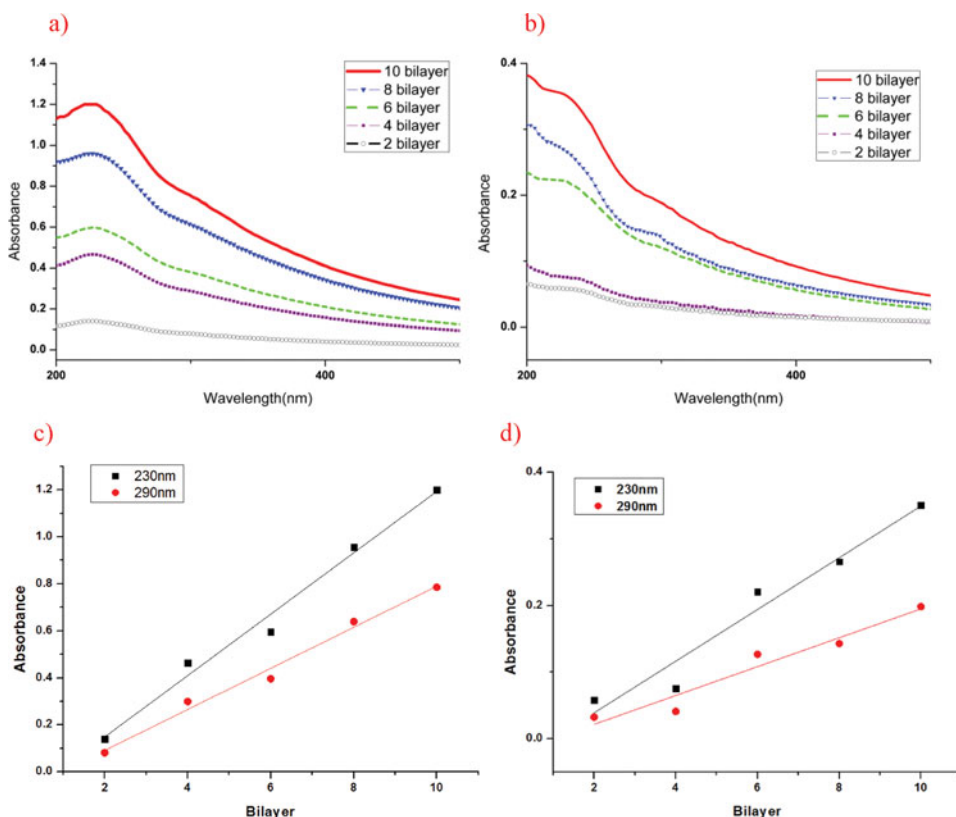 a)
1.4
1.2
1.0
0.8
0.6
0.4
0.2
0.0
Absorbance
10 bilayer
8 bilayer
6 bilayer
4 bilayer
2 bilayer
200
400
Wavelength(nm)
b)
0.4
0.2
0.0
Absorbance
10 bilayer
8 bilayer
6 bilayer
4 bilayer
2 bilayer
200
400
Wavelength(nm)
c)
1.2
1.0
0.8
0.6
0.4
0.2
0.0
Absorbance
230nm
290nm
2 4 6 8 10
Bilayer
d)
0.4
0.2
0.0
Absorbance
230nm
290nm
2 4 6 8 10
Bilayer